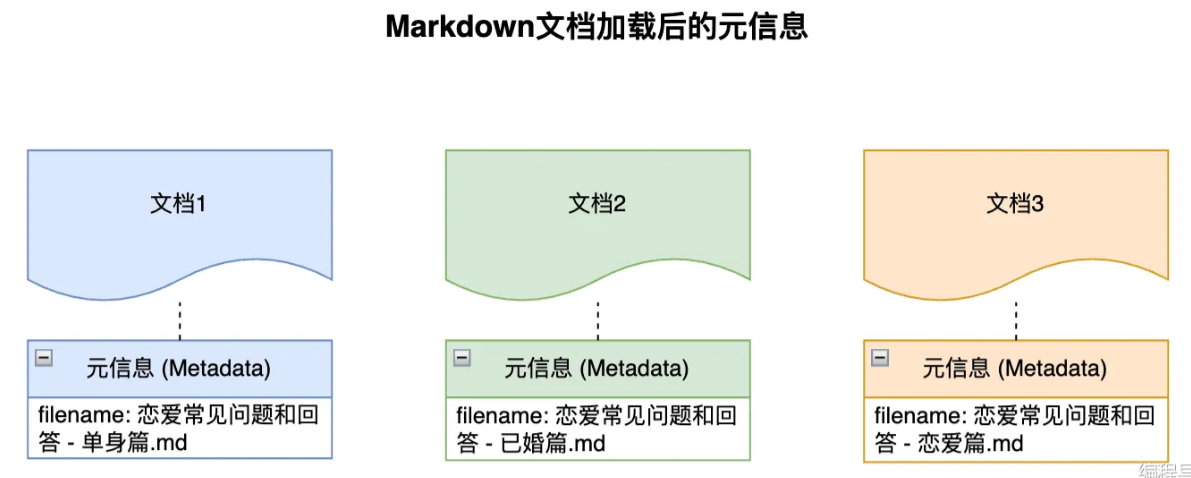 Markdown文档加载后的元信息
文档1
文档2
文档3
元信息 (Metadata)
filename: 恋爱常见问题和回
答 - 单身篇.md
元信息 (Metadata)
filename: 恋爱常见问题和回
答 - 已婚篇.md
元信息 (Metadata)
filename: 恋爱常见问题和回
答 - 恋爱篇.md
编程导